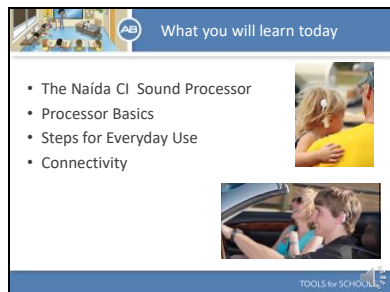 AB
What you will learn today
• The Naída CI  Sound Processor
• Processor Basics
• Steps for Everyday Use
• Connectivity
TOOLS for SCHOOLS